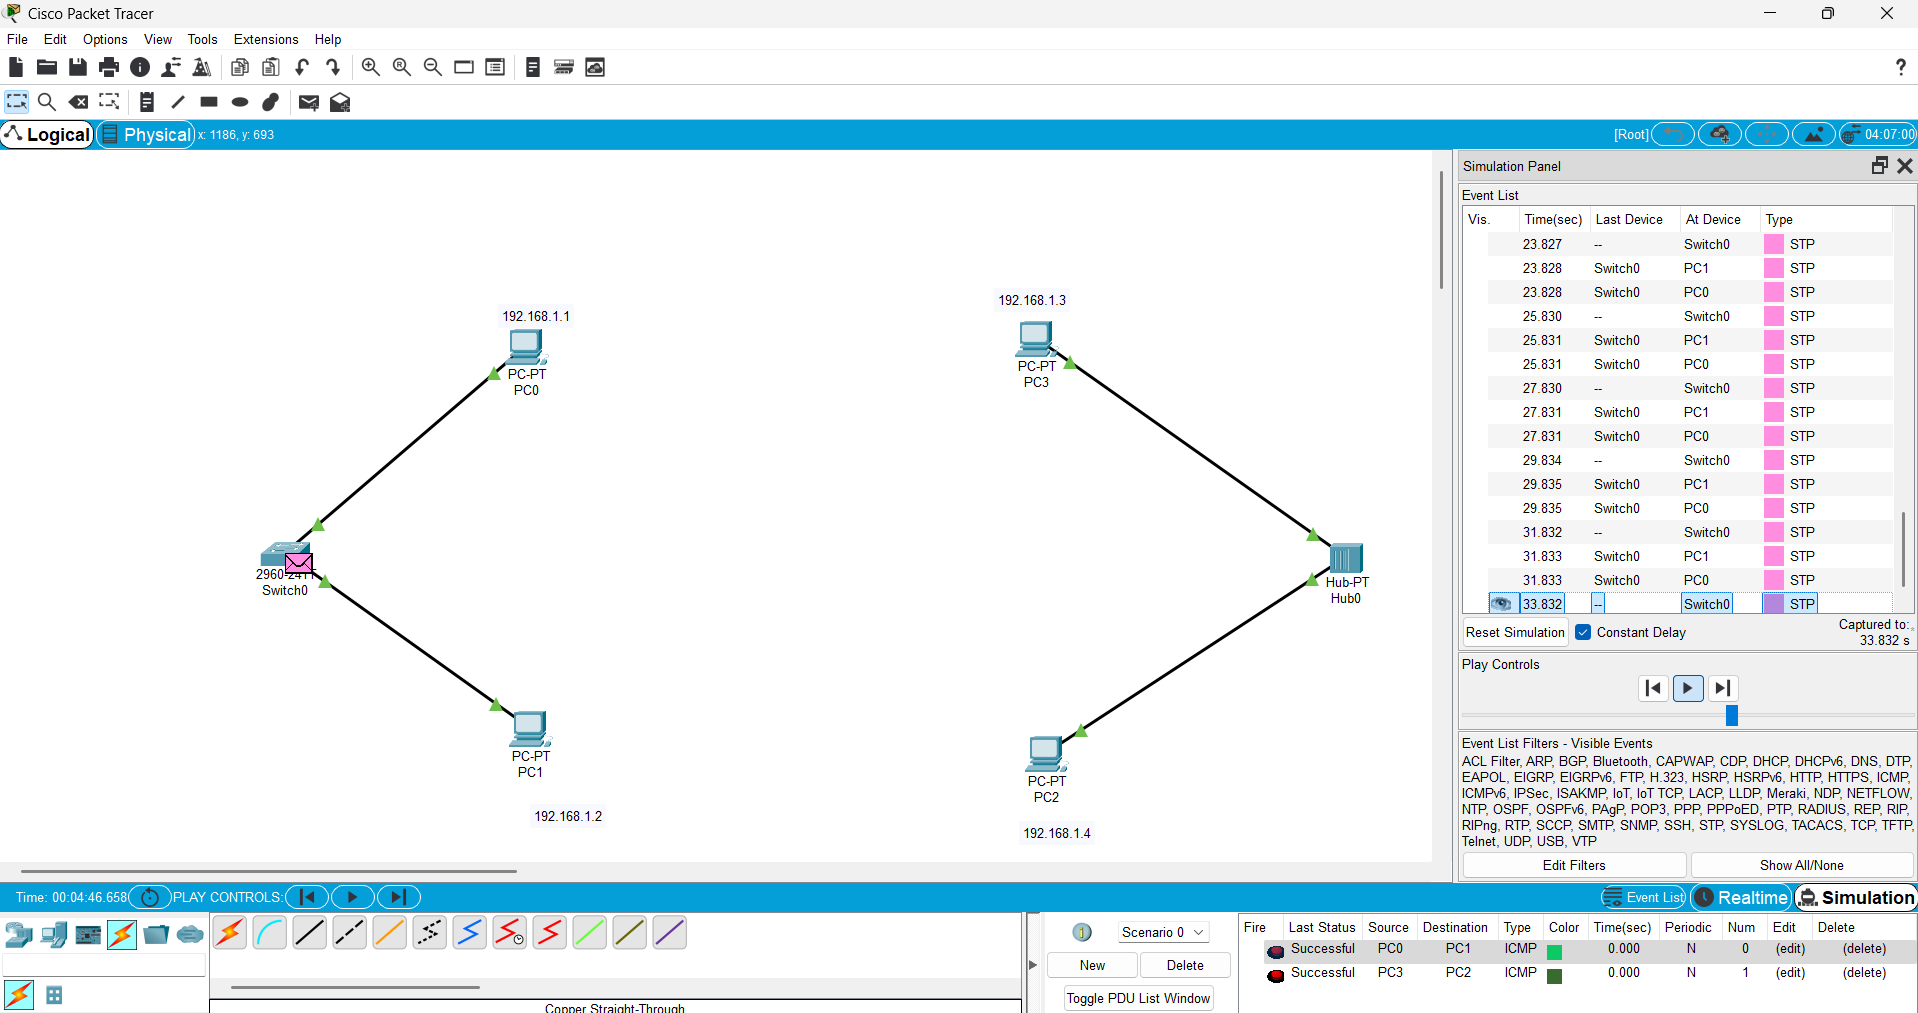 Cisco Packet Tracer
File Edit Options View Tools Extensions Help
?
Logical Physical x: 1186, y: 693 [Root] 04:07:00
Simulation Panel
Event List
Vis. Time(sec) Last Device At Device Type
23.827 -- Switch0 STP
23.828 Switch0 PC1 STP
23.828 Switch0 PC0 STP
25.830 -- Switch0 STP
25.831 Switch0 PC1 STP
25.831 Switch0 PC0 STP
27.830 -- Switch0 STP
27.831 Switch0 PC1 STP
27.831 Switch0 PC0 STP
29.834 -- Switch0 STP
29.835 Switch0 PC1 STP
29.835 Switch0 PC0 STP
31.832 -- Switch0 STP
31.833 Switch0 PC1 STP
31.833 Switch0 PC0 STP
33.832 -- Switch0 STP
Reset Simulation Constant Delay Captured to:
33.832 s
Play Controls
Event List Filters - Visible Events
ACL Filter, ARP, BGP, Bluetooth, CAPWAP, CDP, DHCP, DHCPv6, DNS, DTP,
EAPOL, EIGRP, EIGRPv6, FTP, H.323, HSRP, HSRPv6, HTTP, HTTPS, ICMP,
ICMPv6, IPSec, ISAKMP, IoT, IoT TCP, LACP, LLDP, Meraki, NDP, NETFLOW,
NTP, OSPF, OSPFv6, PAgP, POP3, PPP, PPPoED, PTP, RADIUS, REP, RIP,
RIPng, RTP, SCCP, SMTP, SNMP, SSH, STP, SYSLOG, TACACS, TCP, TFTP,
Telnet, UDP, USB, VTP
Edit Filters Show All/None
192.168.1.1
PC-PT
PC0
192.168.1.3
PC-PT
PC3
Switch0
Hub-PT
Hub0
PC-PT
PC1
192.168.1.2
PC-PT
PC2
192.168.1.4
Time: 00:04:46.658 PLAY CONTROLS: Event List Realtime Simulation
Scenario 0
New Delete
Toggle PDU List Window
Fire Last Status Source Destination Type Color Time(sec) Periodic Num Edit Delete
Successful PC0 PC1 ICMP 0.000 N 0 (edit) (delete)
Successful PC3 PC2 ICMP 0.000 N 1 (edit) (delete)
Copper Straight-Through